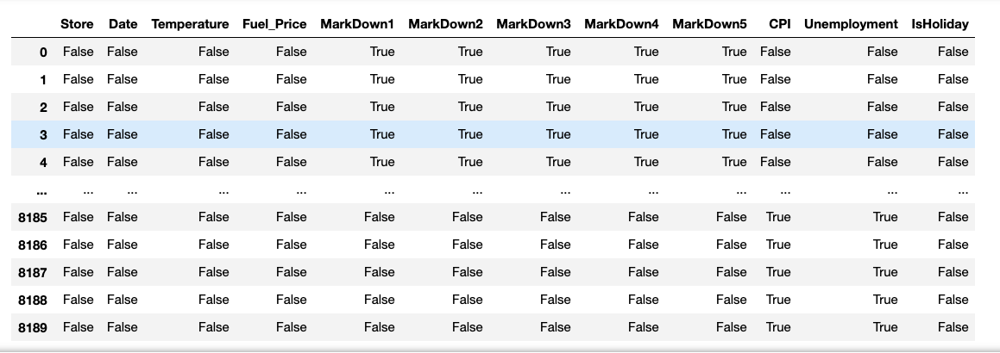 Store Date Temperature Fuel_Price MarkDown1 MarkDown2 MarkDown3 MarkDown4 MarkDown5 CPI Unemployment IsHoliday
0 False False False False True True True True True False False False
1 False False False False True True True True True False False False
2 False False False False True True True True True False False False
3 False False False False True True True True True False False False
4 False False False False True True True True True False False False
... ... ... ... ... ... ... ... ... ... ... ... ...
8185 False False False False False False False False False True True False
8186 False False False False False False False False False True True False
8187 False False False False False False False False False True True False
8188 False False False False False False False False False True True False
8189 False False False False False False False False False True True False